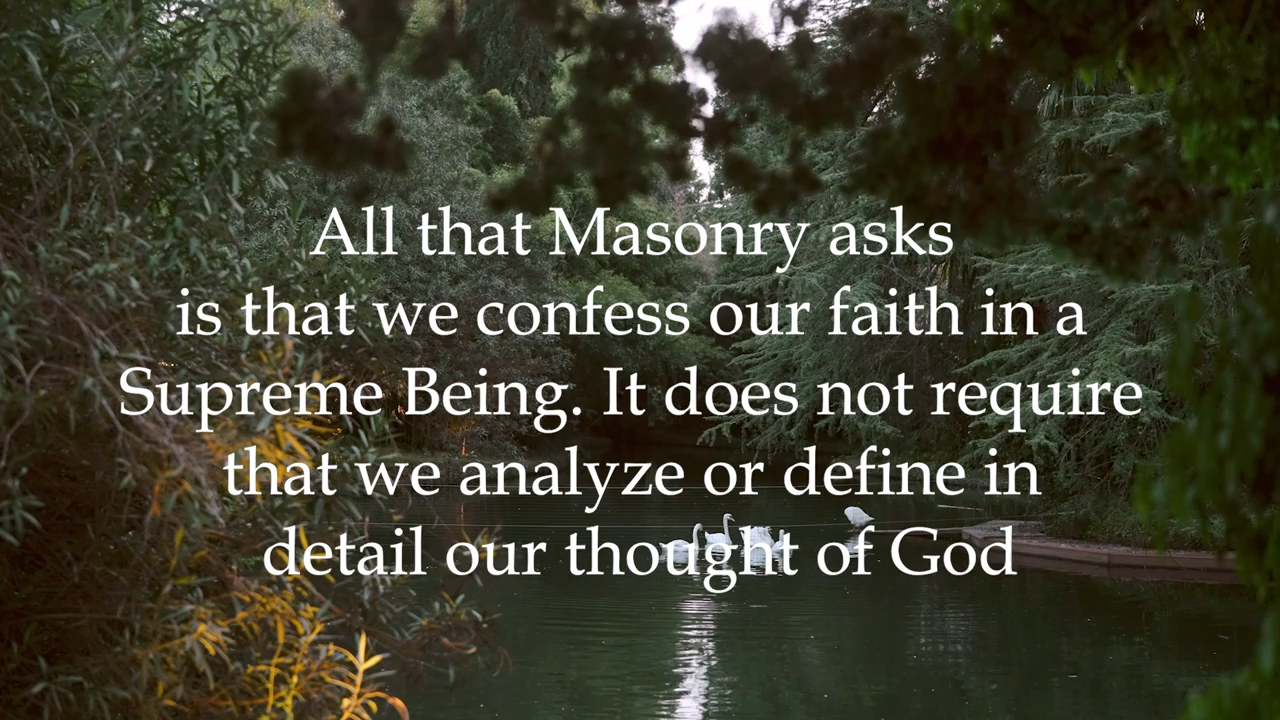 All that Masonry asks
is that we confess our faith in a
Supreme Being. It does not require
that we analyze or define in
detail our thought of God